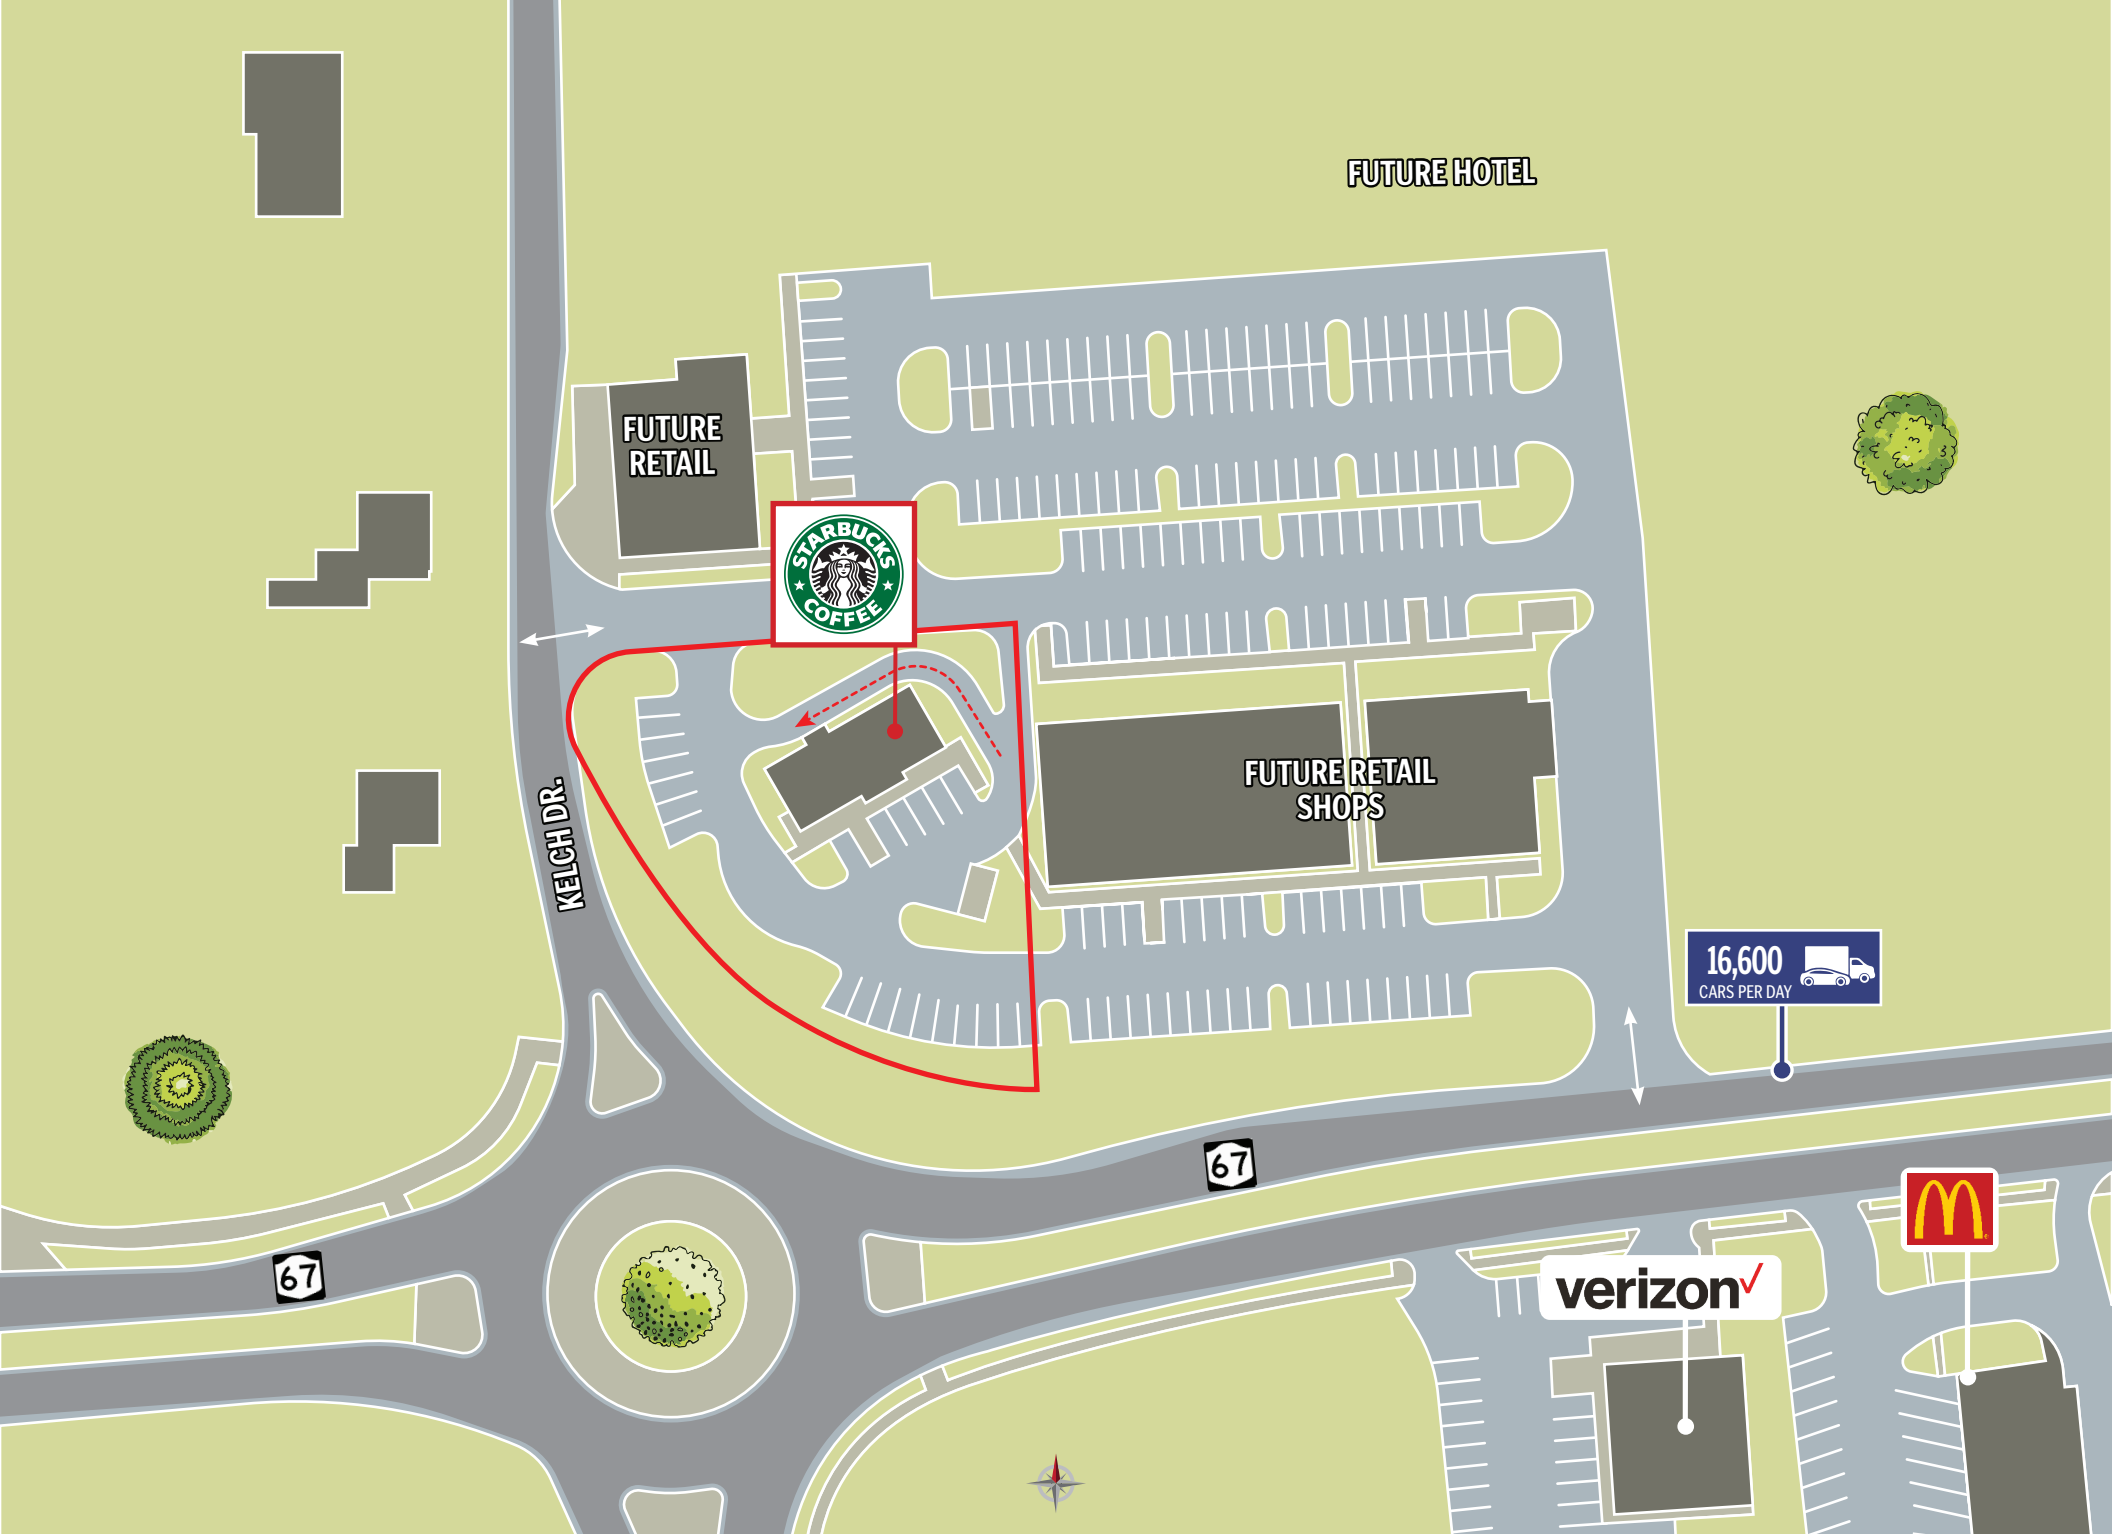 FUTURE HOTEL
FUTURE
RETAIL
STARBUCKS
COFFEE
FUTURE RETAIL
SHOPS
KELCH DR.
16,600
CARS PER DAY
67
67
verizon